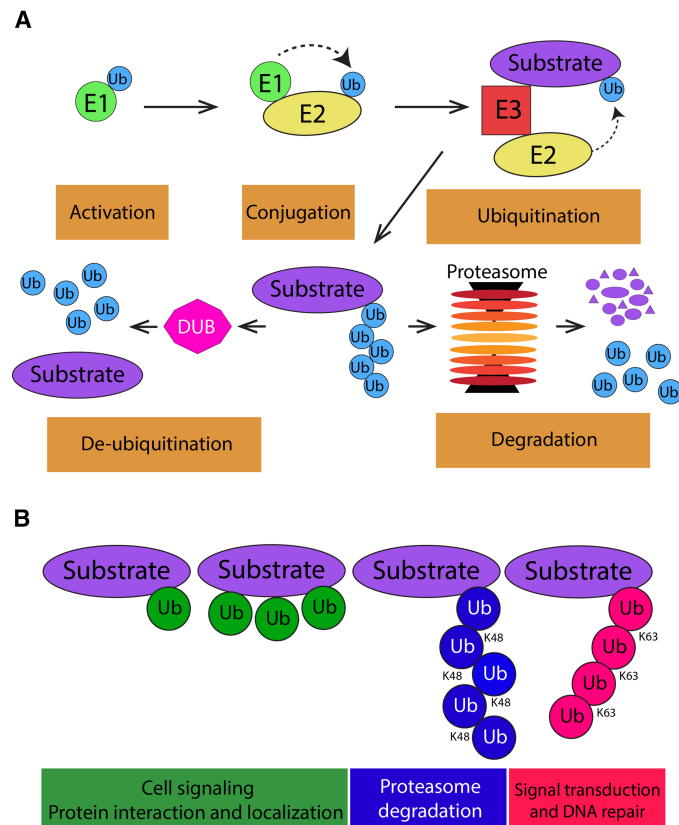 A
Ub
E1
E1
Ub
E2
Substrate
Ub
E3
E2
Activation
Conjugation
Ubiquitination
Ub
Ub
Ub
Ub
Ub
Substrate
DUB
Substrate
Ub
Ub
Ub
Ub
Ub
Proteasome
Ub
Ub
Ub
Ub
Ub
De-ubiquitination
Degradation
B
Substrate
Ub
Substrate
Ub
Ub
Ub
Substrate
Ub
K48
Ub
K48
Ub
K48
Ub
K48
Ub
Substrate
Ub
K63
Ub
K63
Ub
K63
Ub
Cell signaling
Protein interaction and localization
Proteasome
degradation
Signal transduction
and DNA repair